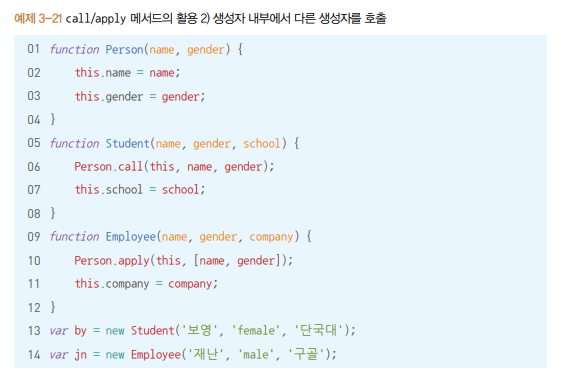 예제 3-21 call/apply 메서드의 활용 2) 생성자 내부에서 다른 생성자를 호출
01 function Person(name, gender) {
02     this.name = name;
03     this.gender = gender;
04 }
05 function Student(name, gender, school) {
06     Person.call(this, name, gender);
07     this.school = school;
08 }
09 function Employee(name, gender, company) {
10     Person.apply(this, [name, gender]);
11     this.company = company;
12 }
13 var by = new Student('보영', 'female', '단국대');
14 var jn = new Employee('재난', 'male', '구골');